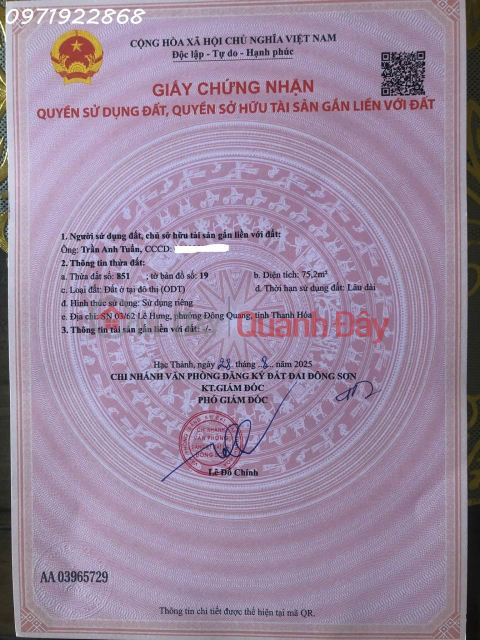 0971922868
CỘNG HÒA XÃ HỘI CHỦ NGHĨA VIỆT NAM
Độc lập - Tự do - Hạnh phúc
GIẤY CHỨNG NHẬN
QUYỀN SỬ DỤNG ĐẤT, QUYỀN SỞ HỮU TÀI SẢN GẮN LIỀN VỚI ĐẤT
1. Người sử dụng đất, chủ sở hữu tài sản gắn liền với đất:
Ông: Trần Anh Tuấn, CCCD:
2. Thông tin thửa đất:
a. Thửa đất số: 851 ; tờ bản đồ số: 19 b. Diện tích: 75,2m²
c. Loại đất: Đất ở tại đô thị (ODT) d. Thời hạn sử dụng đất: Lâu dài
d. Hình thức sử dụng: Sử dụng riêng
e. Địa chỉ: SN 03/62 Lê Hưng, phường Đông Quang, tỉnh Thanh Hóa
3. Thông tin tài sản gắn liền với đất: -/-
Quanh Đây
Hạc Thành, ngày 28 tháng 8 năm 2025
CHI NHÁNH VĂN PHÒNG ĐĂNG KÝ ĐẤT ĐAI ĐÔNG SƠN
KT.GIÁM ĐỐC
PHÓ GIÁM ĐỐC
CHI NHÁNH
VĂN PHÒNG
Lê Đỗ Chính
AA 03965729
Thông tin chi tiết được thể hiện tại mã QR.